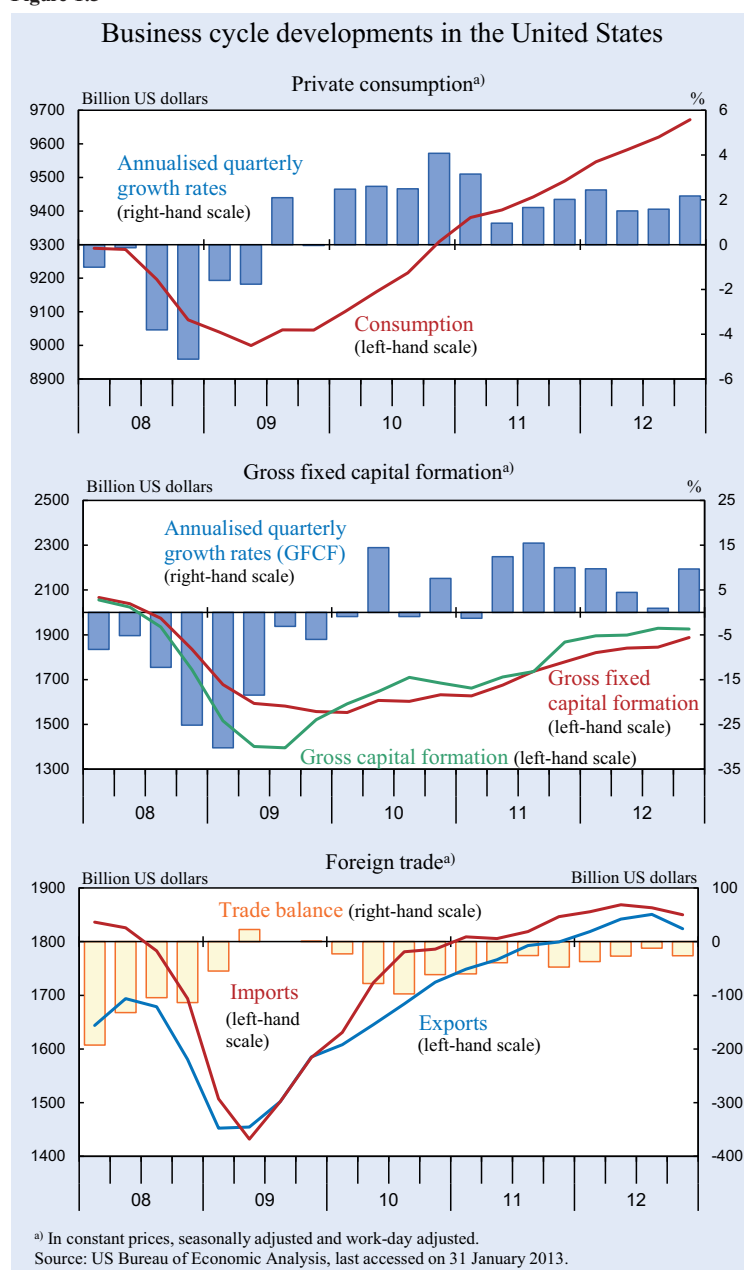 Business cycle developments in the United States
Private consumptionᵃ⁾
Billion US dollars %
9700 6
9600
9500 4
9400 2
9300 0
9200 -2
9100
9000 -4
8900 -6
Annualised quarterly
growth rates
(right-hand scale)
Consumption
(left-hand scale)
08 09 10 11 12
Gross fixed capital formationᵃ⁾
Billion US dollars %
2500 25
2300 15
2100 5
1900 -5
1700 -15
1500 -25
1300 -35
Annualised quarterly
growth rates (GFCF)
(right-hand scale)
Gross fixed
capital formation
(left-hand scale)
Gross capital formation (left-hand scale)
08 09 10 11 12
Foreign tradeᵃ⁾
Billion US dollars Billion US dollars
1900 100
1800 0
1700 -100
1600 -200
1500 -300
1400 -400
Trade balance (right-hand scale)
Imports
(left-hand
scale)
Exports
(left-hand scale)
08 09 10 11 12
ᵃ⁾ In constant prices, seasonally adjusted and work-day adjusted.
Source: US Bureau of Economic Analysis, last accessed on 31 January 2013.